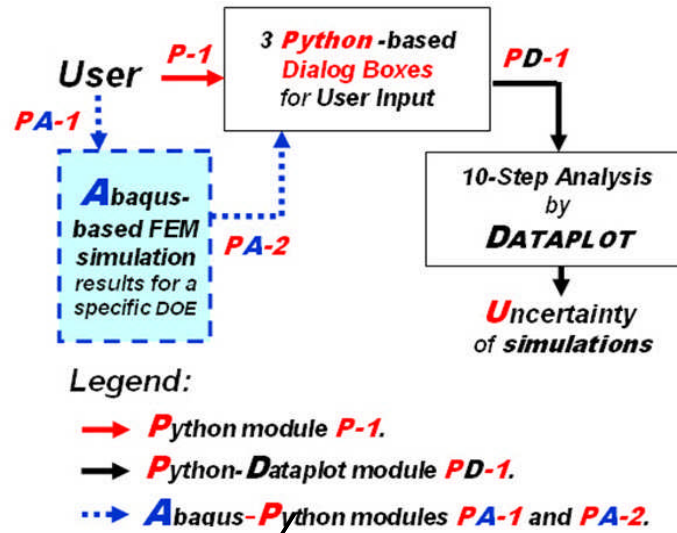 User
P-1
3 Python-based
Dialog Boxes
for User Input
PD-1
PA-1
Abaqus-
based FEM
simulation
results for a
specific DOE
PA-2
10-Step Analysis
by
DATAPLOT
Uncertainty
of simulations
Legend:
Python module P-1.
Python-Dataplot module PD-1.
Abaqus-Python modules PA-1 and PA-2.